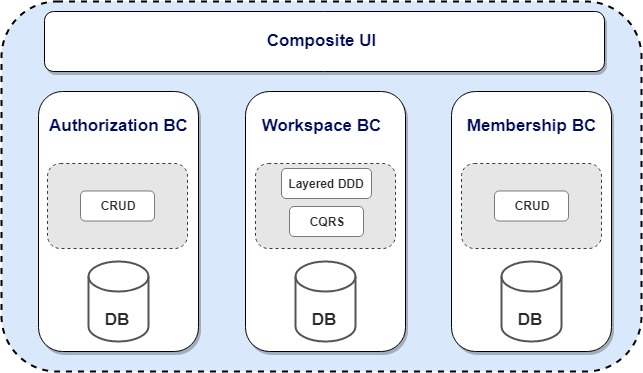 Composite UI
Authorization BC
Workspace BC
Membership BC
CRUD
Layered DDD
CQRS
CRUD
DB
DB
DB